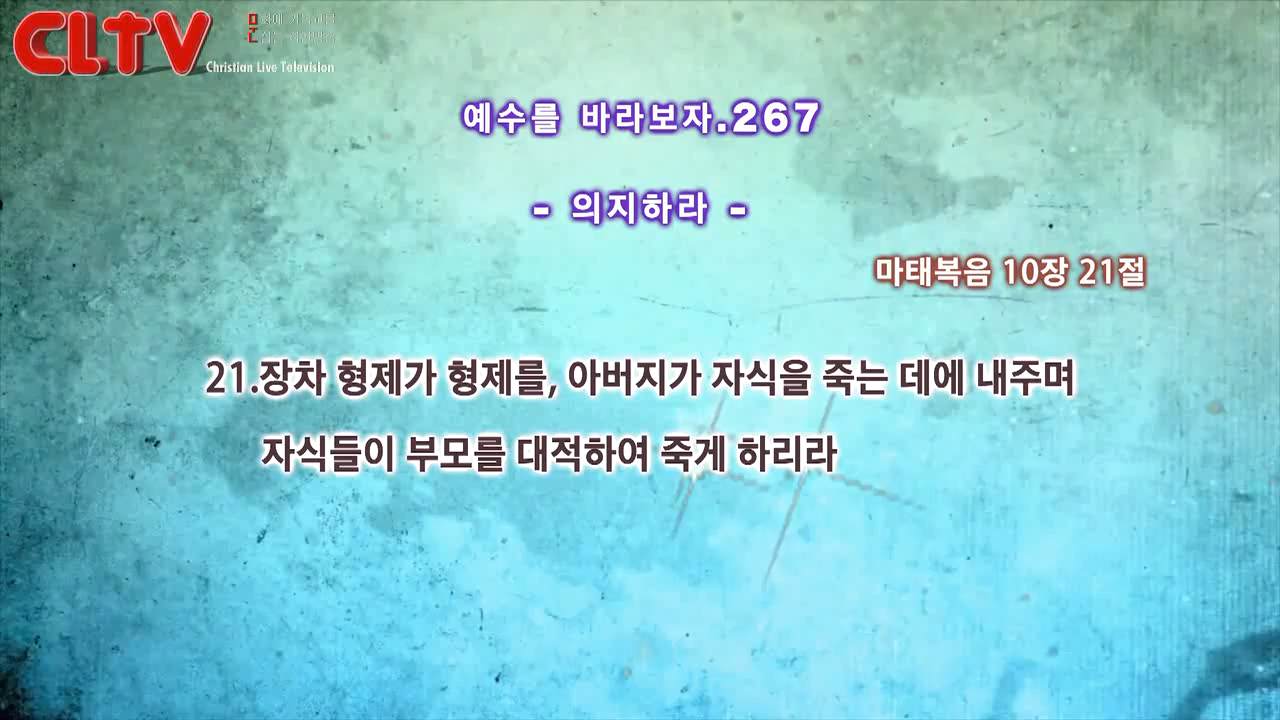 CLTV
Christian Live Television
예수를 바라보자.267
- 의지하라 -
마태복음 10장 21절
21.장차 형제가 형제를, 아버지가 자식을 죽는 데에 내주며
자식들이 부모를 대적하여 죽게 하리라